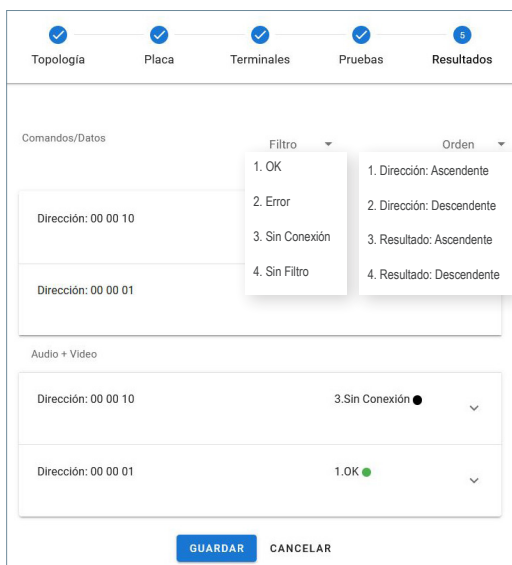 5
Topología Placa Terminales Pruebas Resultados
Comandos/Datos
Filtro Orden
1. OK
2. Error
3. Sin Conexión
4. Sin Filtro
1. Dirección: Ascendente
2. Dirección: Descendente
3. Resultado: Ascendente
4. Resultado: Descendente
Dirección: 00 00 10
Dirección: 00 00 01
Audio + Video
Dirección: 00 00 10 3.Sin Conexión
Dirección: 00 00 01 1.OK
GUARDAR CANCELAR